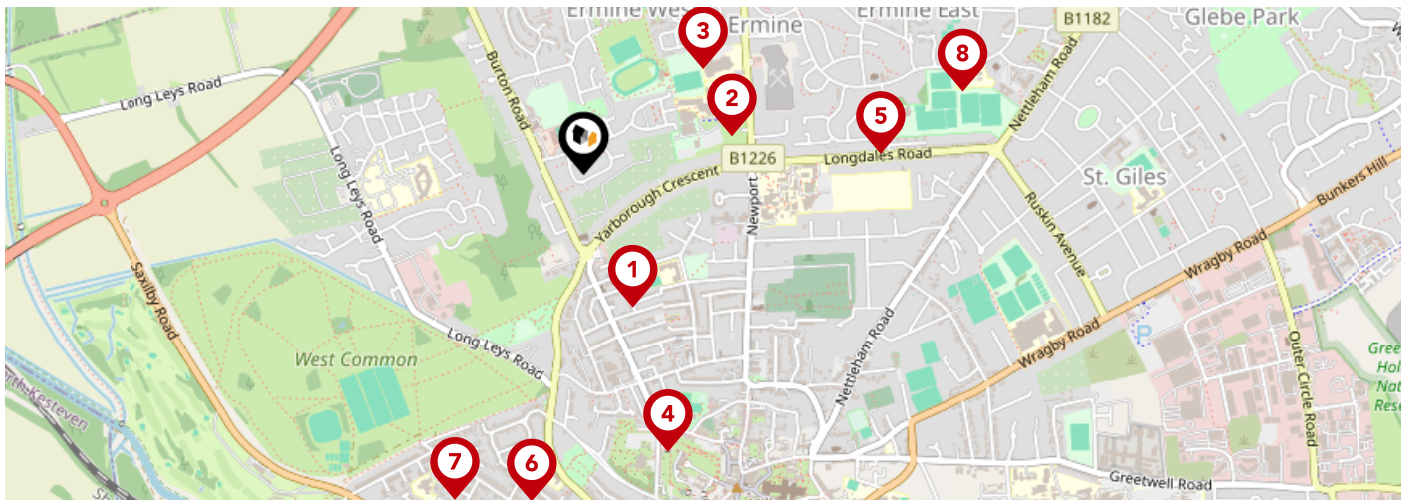 Ermine West
Ermine
Ermine East
B1182
Glebe Park
3
8
Burton Road
Long Leys Road
Nettleham Road
2
5
B1226
Longdales Road
Long Leys Road
Yarborough Crescent
St. Giles
Bunkers Hill
Newport
Ruskin Avenue
Wragby Road
1
Saxilby Road
Long Leys Road
West Common
Nettleham Road
Wragby Road
P
Outer Circle Road
4
7
6
Greetwell Road